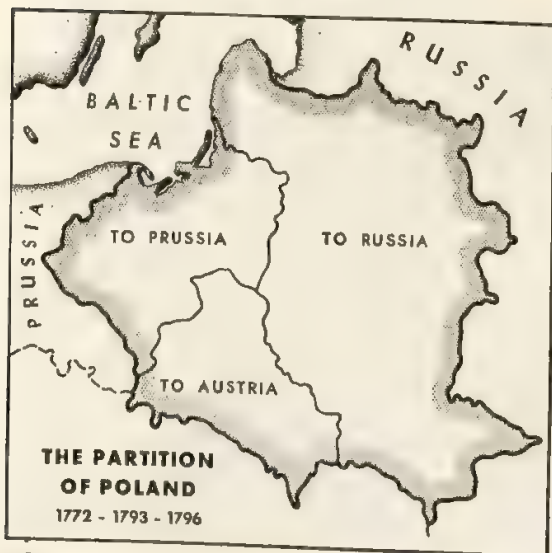 RUSSIA
BALTIC
SEA
PRUSSIA
TO PRUSSIA
TO RUSSIA
TO AUSTRIA
THE PARTITION
OF POLAND
1772 - 1793 - 1796